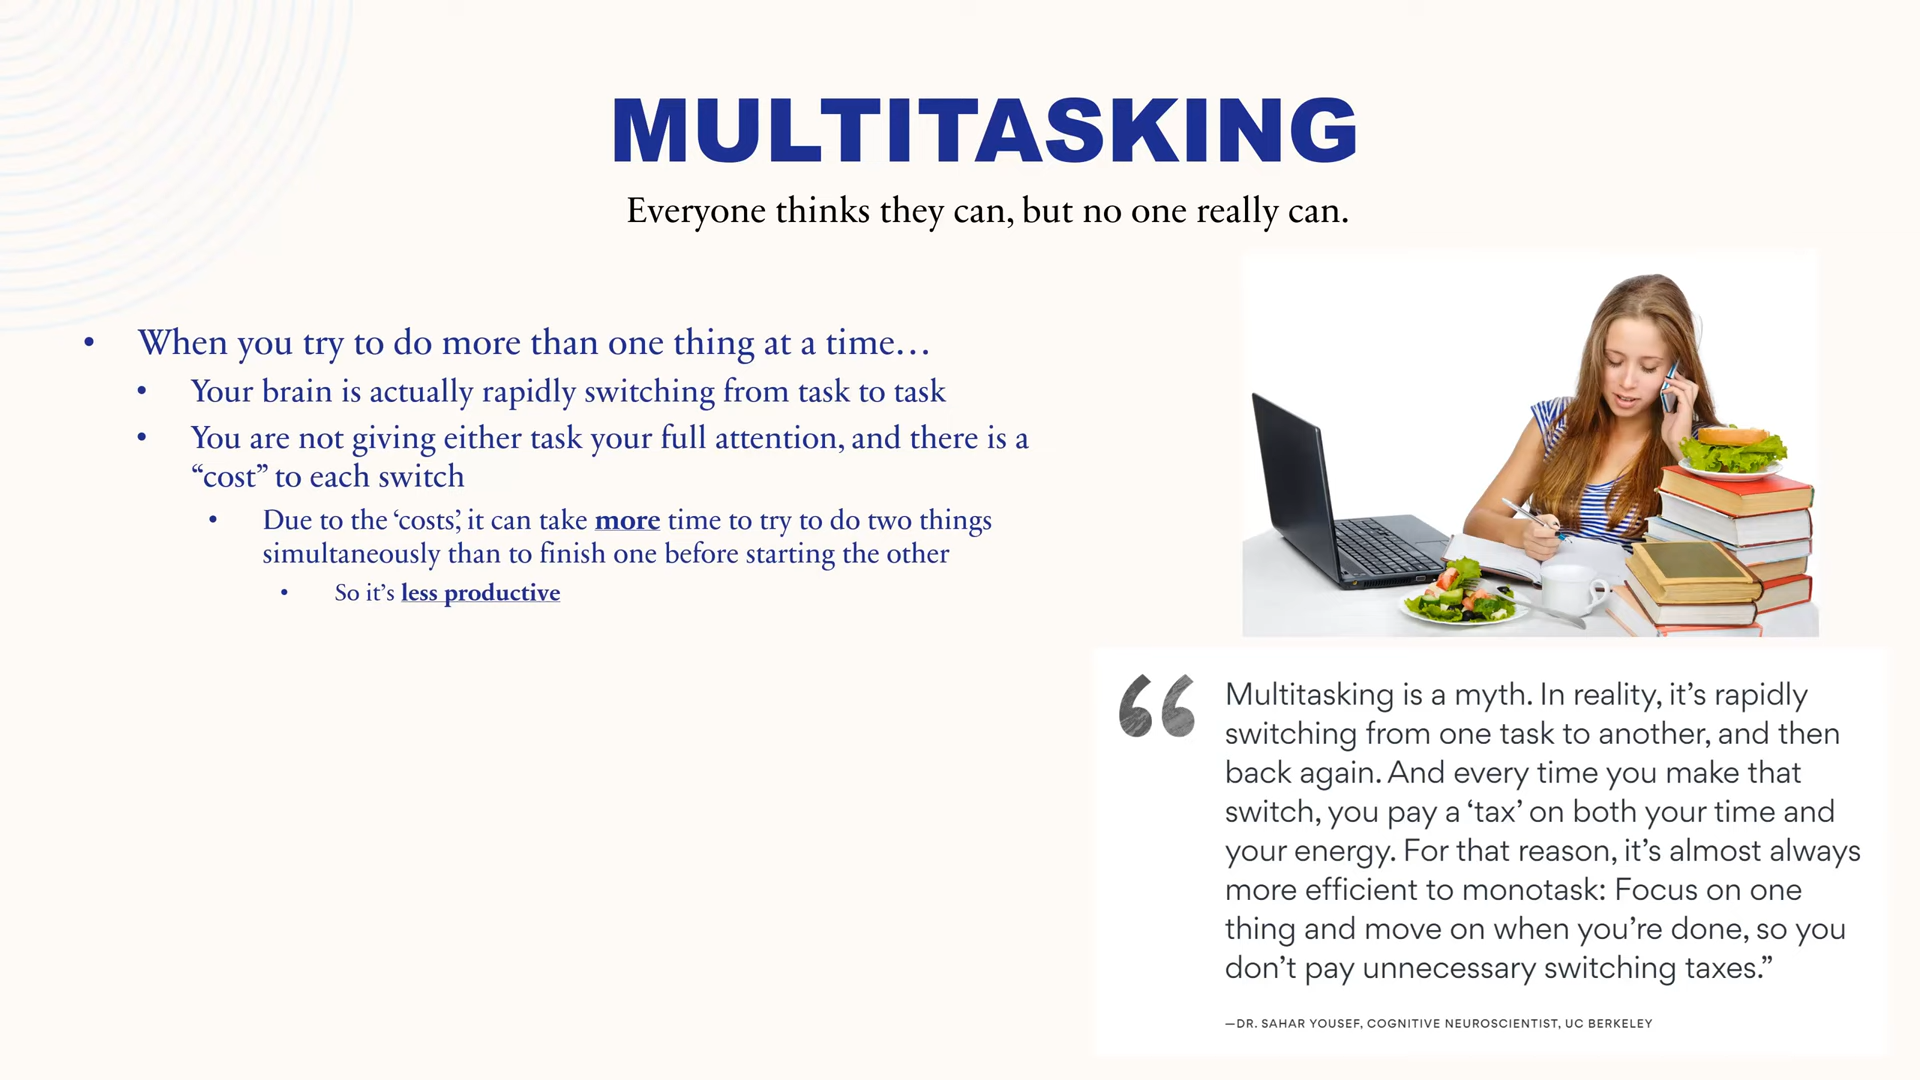 MULTITASKING
Everyone thinks they can, but no one really can.
• When you try to do more than one thing at a time…
• Your brain is actually rapidly switching from task to task
• You are not giving either task your full attention, and there is a
“cost” to each switch
• Due to the ‘costs’, it can take more time to try to do two things
simultaneously than to finish one before starting the other
• So it’s less productive
“ Multitasking is a myth. In reality, it’s rapidly
switching from one task to another, and then
back again. And every time you make that
switch, you pay a ‘tax’ on both your time and
your energy. For that reason, it’s almost always
more efficient to monotask: Focus on one
thing and move on when you’re done, so you
don’t pay unnecessary switching taxes.”
—DR. SAHAR YOUSEF, COGNITIVE NEUROSCIENTIST, UC BERKELEY